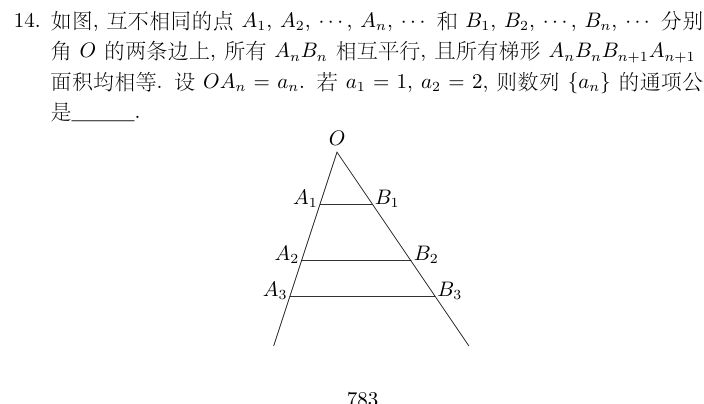 14. 如图, 互不相同的点 A₁, A₂, ⋯, Aₙ, ⋯ 和 B₁, B₂, ⋯, Bₙ, ⋯ 分别
角 O 的两条边上, 所有 AₙBₙ 相互平行, 且所有梯形 AₙBₙBₙ₊₁Aₙ₊₁
面积均相等. 设 OAₙ = aₙ. 若 a₁ = 1, a₂ = 2, 则数列 {aₙ} 的通项公
是______.
O
A₁ B₁
A₂ B₂
A₃ B₃
783